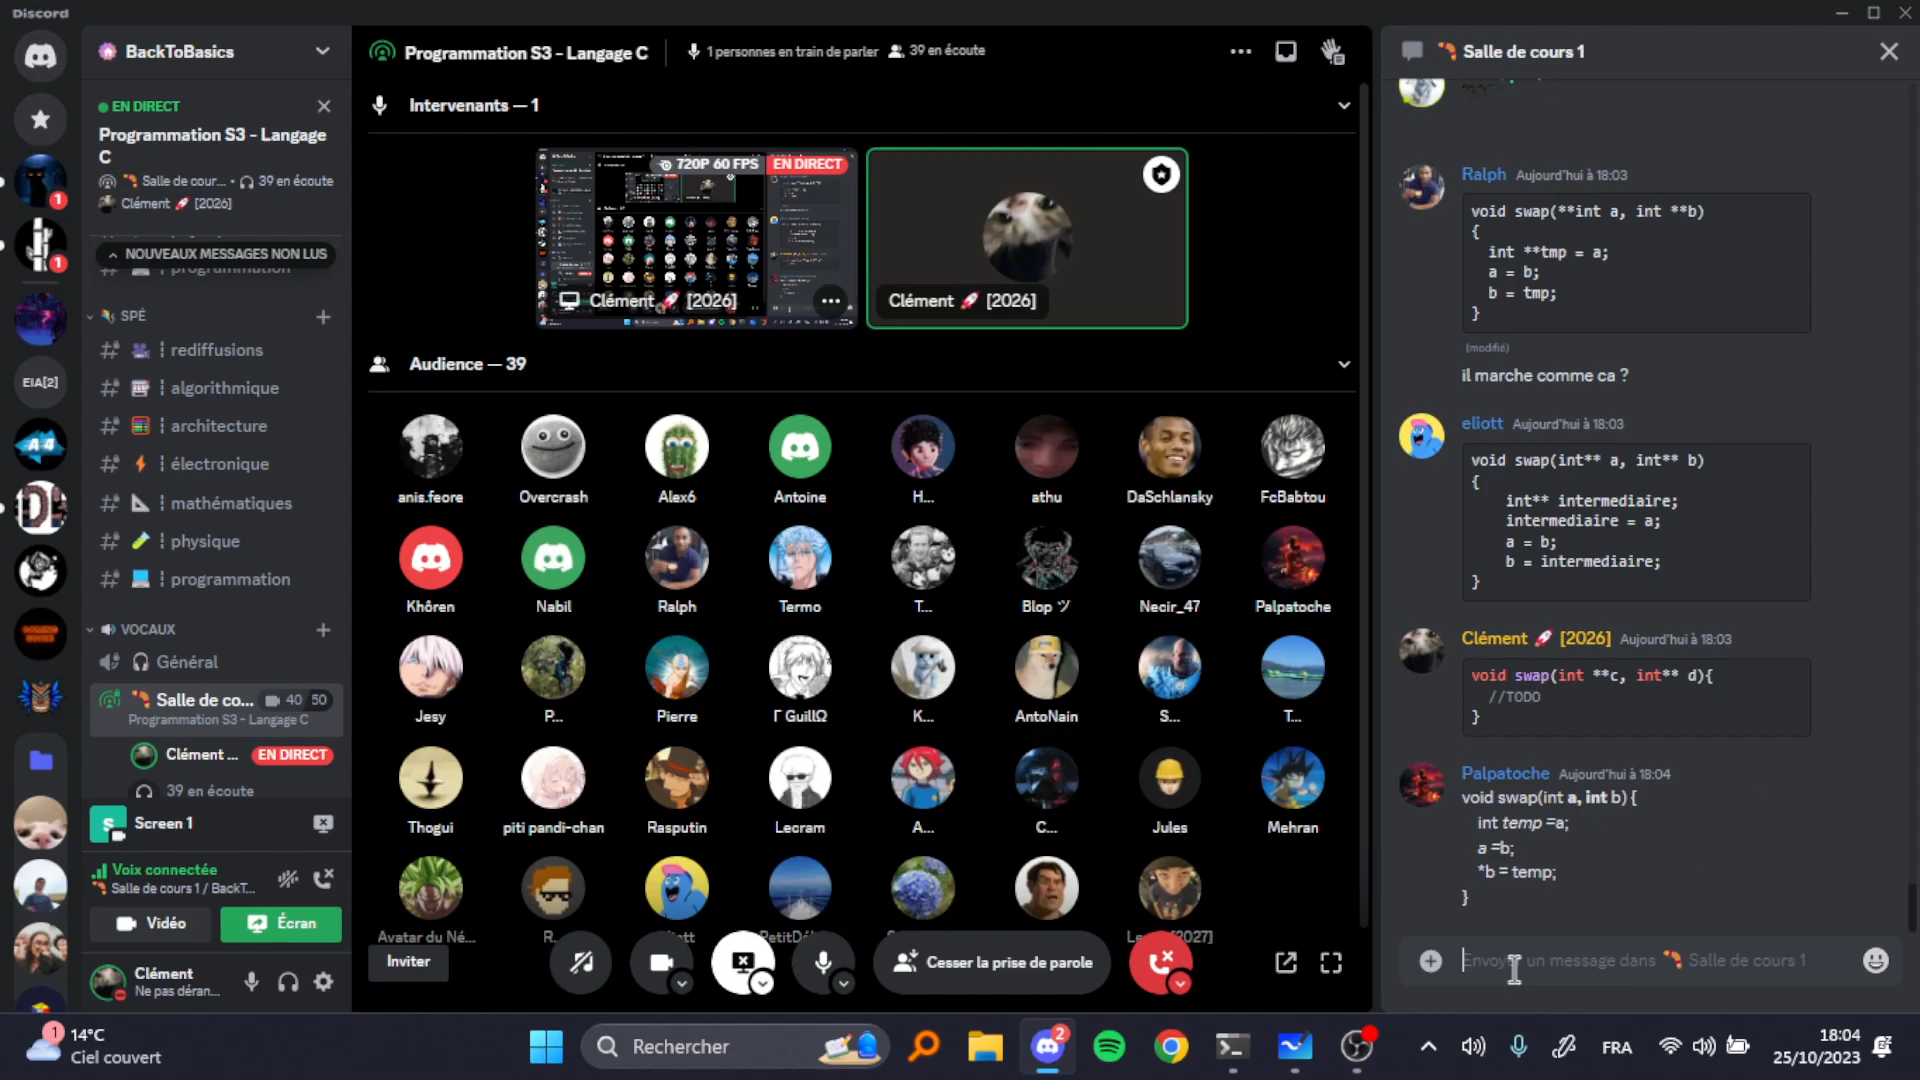 Discord
BackToBasics
EN DIRECT
Programmation S3 - Langage
C
Salle de cour... • 39 en écoute
Clément 🚀 [2026]
NOUVEAUX MESSAGES NON LUS
programmation
SPÉ
rediffusions
algorithmique
architecture
électronique
mathématiques
physique
programmation
VOCAUX
Général
Salle de co... 40 50
Programmation S3 - Langage C
Clément ... EN DIRECT
39 en écoute
Screen 1
Voix connectée
Salle de cours 1 / BackT...
Vidéo
Écran
Clément
Ne pas déran...
1
1
EIA[2]
A4
S
Programmation S3 - Langage C
1 personnes en train de parler
39 en écoute
Intervenants — 1
720P 60 FPS EN DIRECT
Clément 🚀 [2026]
Clément 🚀 [2026]
Audience — 39
anis.feore Overcrash Alex6 Antoine H... athu DaSchlansky FcBabtou
Khôren Nabil Ralph Termo T... Blop ツ Necir_47 Palpatoche
Jesy P... Pierre Γ GuillΩ K... AntoNain S... T...
Thogui piti pandi-chan Rasputin Lecram A... C... Jules Mehran
Avatar du Né... R...
Inviter
Cesser la prise de parole
Salle de cours 1
Ralph Aujourd'hui à 18:03
void swap(**int a, int **b)
{
int **tmp = a;
a = b;
b = tmp;
}
(modifié)
il marche comme ca ?
eliott Aujourd'hui à 18:03
void swap(int** a, int** b)
{
int** intermediaire;
intermediaire = a;
a = b;
b = intermediaire;
}
Clément 🚀 [2026] Aujourd'hui à 18:03
void swap(int **c, int** d){
//TODO
}
Palpatoche Aujourd'hui à 18:04
void swap(int a, int b) {
int temp =a;
a =b;
*b = temp;
}
Envoyer un message dans Salle de cours 1
1
14°C
Ciel couvert
Rechercher
2
FRA
18:04
25/10/2023